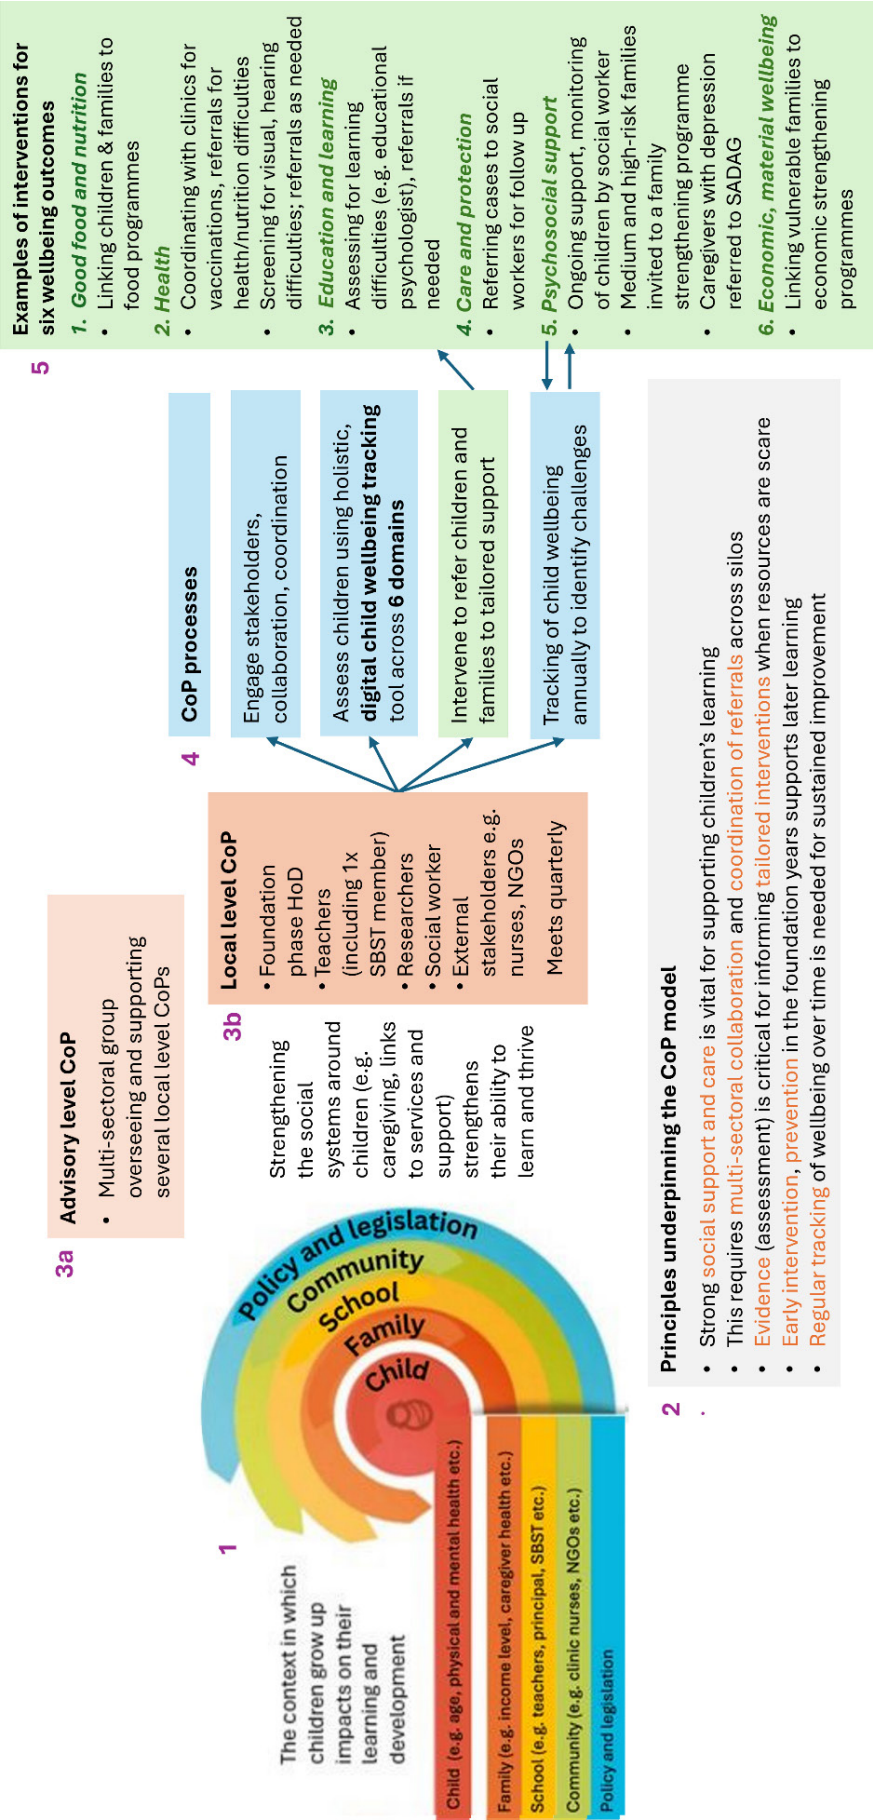 1
The context in which
children grow up
impacts on their
learning and
development
Policy and legislation
Community
School
Family
Child
Child (e.g. age, physical and mental health etc.)
Family (e.g. income level, caregiver health etc.)
School (e.g. teachers, principal, SBST etc.)
Community (e.g. clinic nurses, NGOs etc.)
Policy and legislation
2
Principles underpinning the CoP model
• Strong social support and care is vital for supporting children's learning
• This requires multi-sectoral collaboration and coordination of referrals across silos
• Evidence (assessment) is critical for informing tailored interventions when resources are scare
• Early intervention, prevention in the foundation years supports later learning
• Regular tracking of wellbeing over time is needed for sustained improvement
3a
Advisory level CoP
• Multi-sectoral group
overseeing and supporting
several local level CoPs
Strengthening
the social
systems around
children (e.g.
caregiving, links
to services and
support)
strengthens
their ability to
learn and thrive
3b
Local level CoP
• Foundation
phase HoD
• Teachers
(including 1x
SBST member)
• Researchers
• Social worker
• External
stakeholders e.g.
nurses, NGOs
Meets quarterly
4
CoP processes
Engage stakeholders,
collaboration, coordination
Assess children using holistic,
digital child wellbeing tracking
tool across 6 domains
Intervene to refer children and
families to tailored support
Tracking of child wellbeing
annually to identify challenges
5
Examples of interventions for
six wellbeing outcomes
1. Good food and nutrition
• Linking children & families to
food programmes
2. Health
• Coordinating with clinics for
vaccinations, referrals for
health/nutrition difficulties
• Screening for visual, hearing
difficulties; referrals as needed
3. Education and learning
• Assessing for learning
difficulties (e.g. educational
psychologist), referrals if
needed
4. Care and protection
• Referring cases to social
workers for follow up
5. Psychosocial support
• Ongoing support, monitoring
of children by social worker
• Medium and high-risk families
invited to a family
strengthening programme
• Caregivers with depression
referred to SADAG
6. Economic, material wellbeing
• Linking vulnerable families to
economic strengthening
programmes